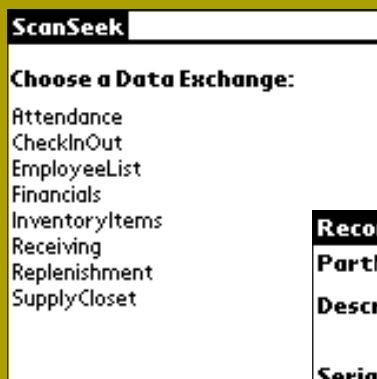 ScanSeek
Choose a Data Exchange:
Attendance
CheckInOut
EmployeeList
Financials
InventoryItems
Receiving
Replenishment
SupplyCloset